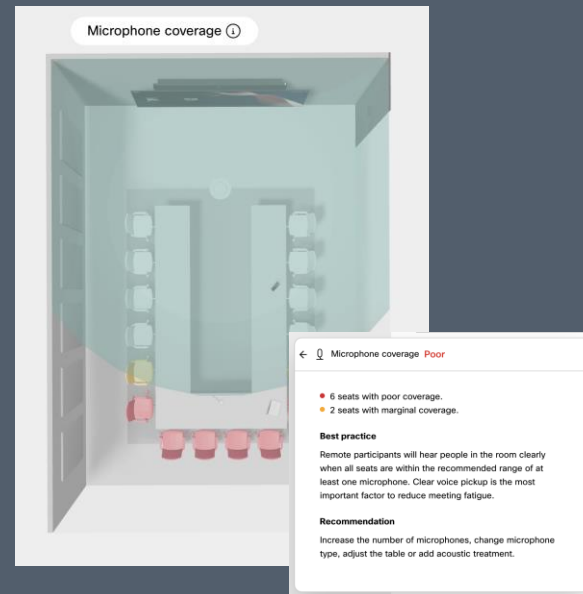 Microphone coverage
Microphone coverage Poor
6 seats with poor coverage.
2 seats with marginal coverage.
Best practice
Remote participants will hear people in the room clearly
when all seats are within the recommended range of at
least one microphone. Clear voice pickup is the most
important factor to reduce meeting fatigue.
Recommendation
Increase the number of microphones, change microphone
type, adjust the table or add acoustic treatment.